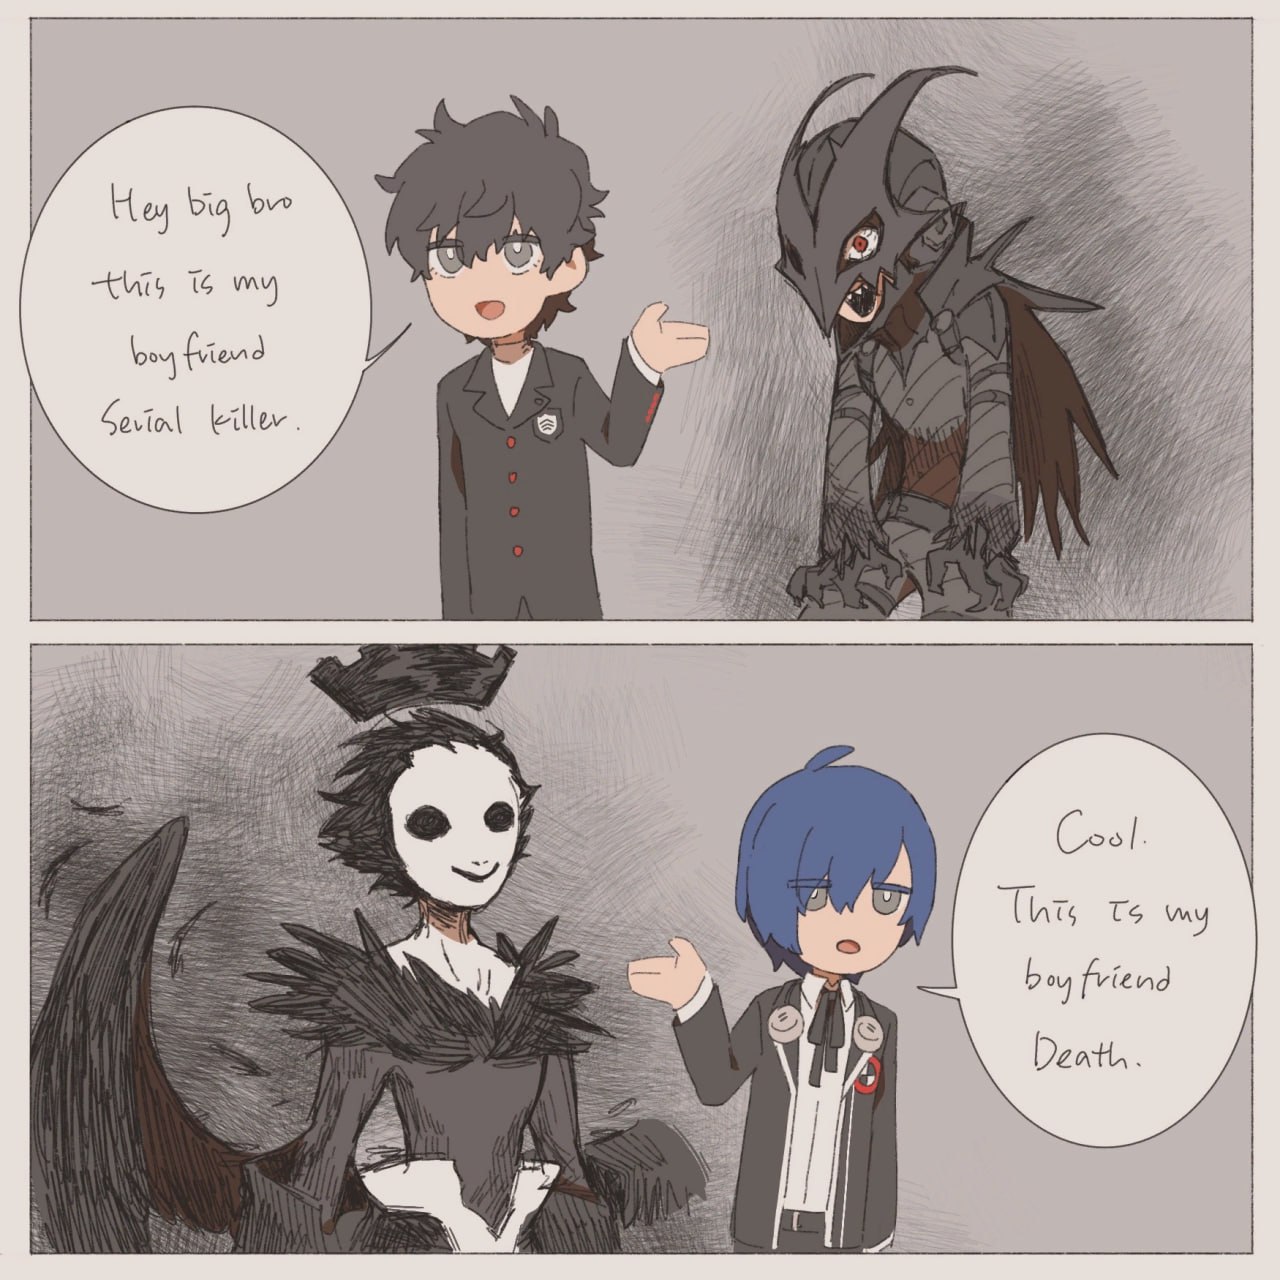 Hey big bro
this is my
boyfriend
Serial killer.
Cool.
This is my
boyfriend
Death.